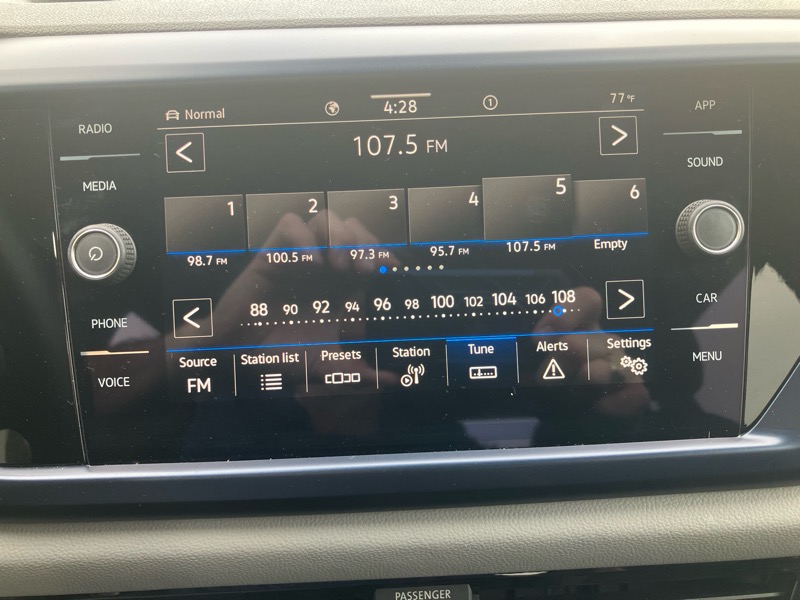 RADIO
MEDIA
PHONE
VOICE
Normal
4:28
1
77°F
107.5 FM
1 2 3 4 5 6
98.7 FM 100.5 FM 97.3 FM 95.7 FM 107.5 FM Empty
88 90 92 94 96 98 100 102 104 106 108
Source Station list Presets Station Tune Alerts Settings
FM
APP
SOUND
CAR
MENU
PASSENGER